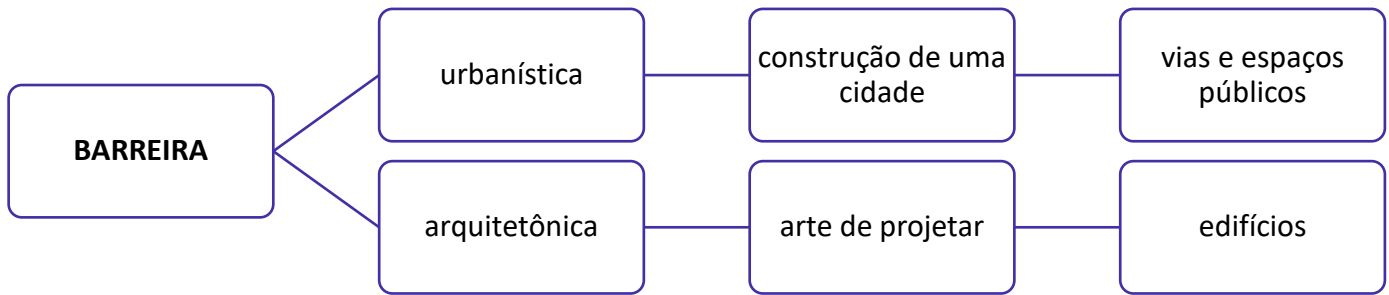 BARREIRA
urbanística
construção de uma
cidade
vias e espaços
públicos
arquitetônica
arte de projetar
edifícios